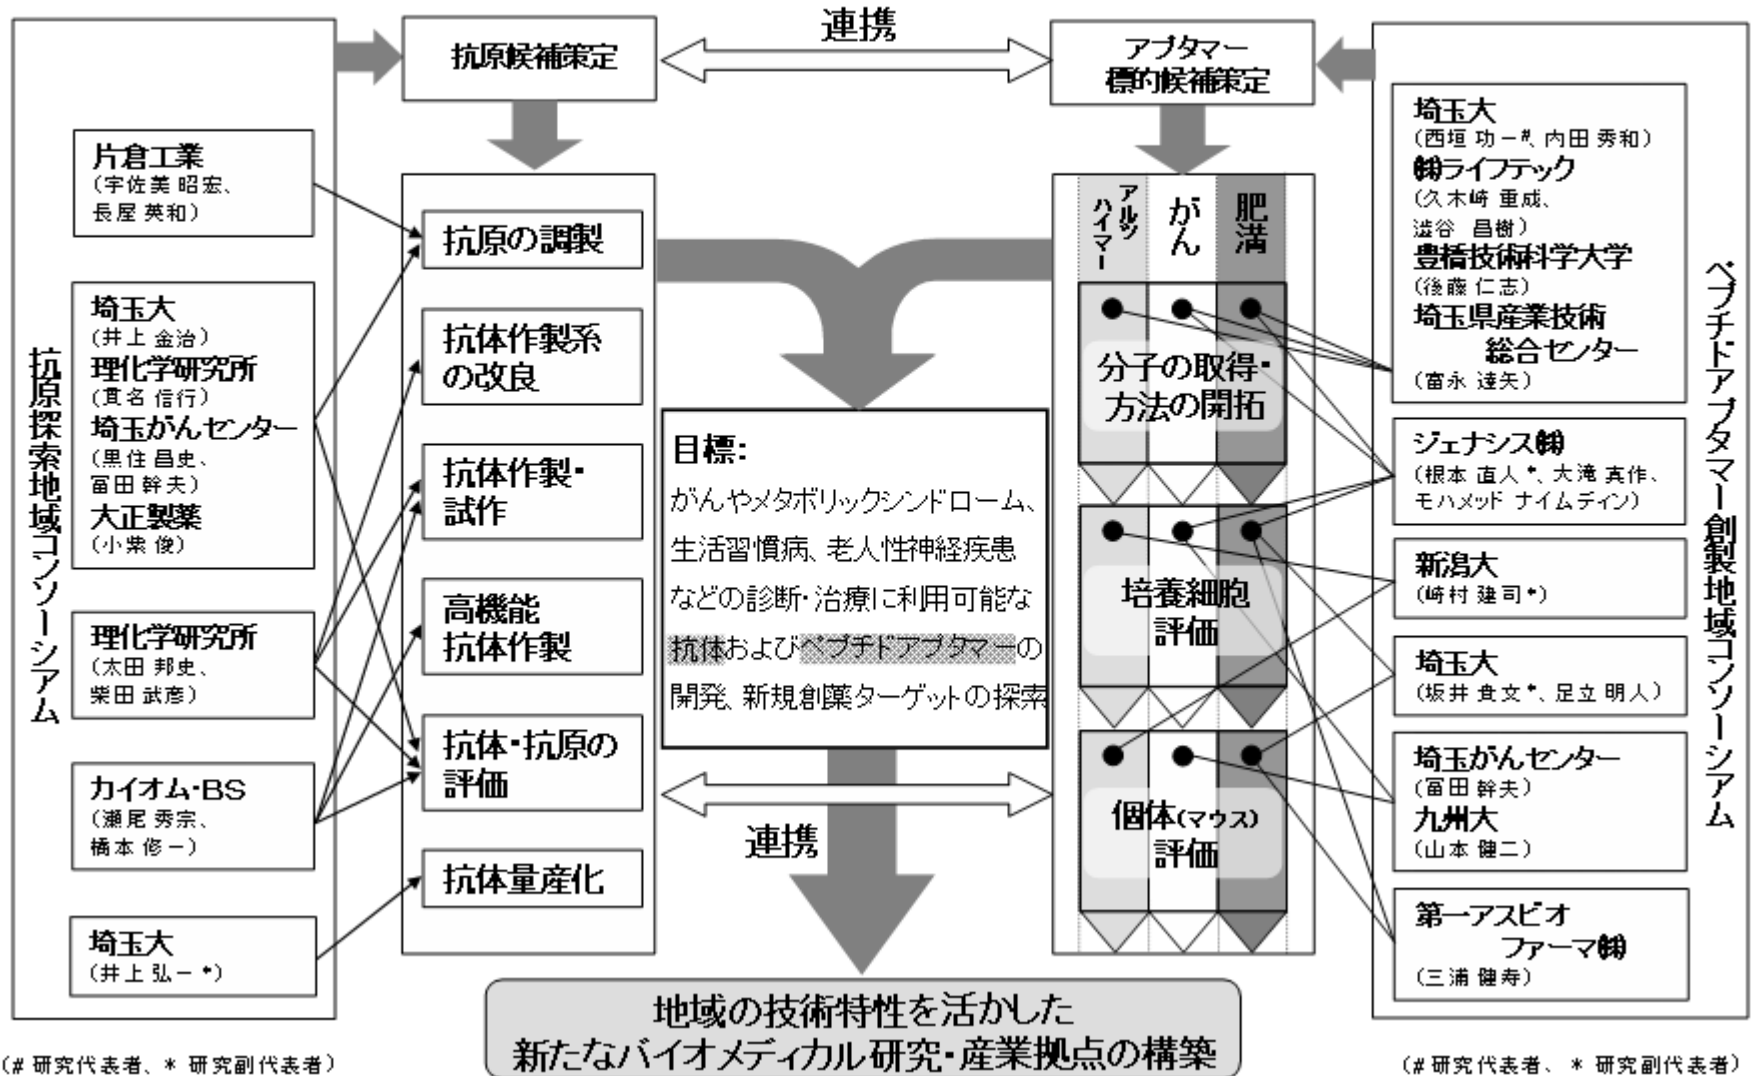 連携
抗原候補策定
アプタマー
標的候補策定
抗原探索地域コンソーシアム
片倉工業
(宇佐美 昭宏、
長屋 英和)
埼玉大
(井上 金治)
理化学研究所
(貫名 信行)
埼玉がんセンター
(黒住 昌史、
冨田 幹夫)
大正製薬
(小柴 俊)
理化学研究所
(太田 邦史、
柴田 武彦)
カイオム・BS
(瀬尾 秀宗、
橋本 修一)
埼玉大
(井上 弘一 *)
(# 研究代表者、* 研究副代表者)
抗原の調製
抗体作製系
の改良
抗体作製・
試作
高機能
抗体作製
抗体・抗原の
評価
抗体量産化
目標:
がんやメタボリックシンドローム、
生活習慣病、老人性神経疾患
などの診断・治療に利用可能な
抗体およびペプチドアプタマーの
開発、新規創薬ターゲットの探索
連携
アルツ
ハイマー
がん
肥満
分子の取得・
方法の開拓
培養細胞
評価
個体(マウス)
評価
埼玉大
(西垣 功一#、内田 秀和)
㈱ライフテック
(久木崎 重成、
澁谷 昌樹)
豊橋技術科学大学
(後藤 仁志)
埼玉県産業技術
総合センター
(富永 達矢)
ジェナシス㈱
(根本 直人 *、大滝 真作、
モハメッド ナイムディン)
新潟大
(崎村 建司 *)
埼玉大
(坂井 貴文 *、足立 明人)
埼玉がんセンター
(冨田 幹夫)
九州大
(山本 健二)
第一アスビオ
ファーマ㈱
(三浦 健寿)
ペプチドアプタマー創製地域コンソーシアム
(# 研究代表者、* 研究副代表者)
地域の技術特性を活かした
新たなバイオメディカル研究・産業拠点の構築